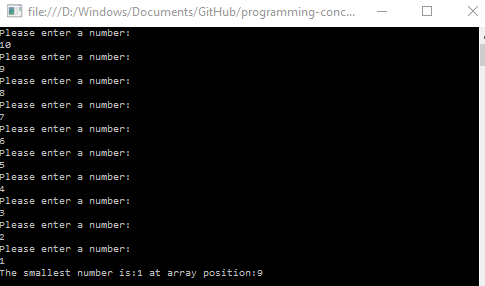 file:///D:/Windows/Documents/GitHub/programming-conc...
Please enter a number:
10
Please enter a number:
9
Please enter a number:
8
Please enter a number:
7
Please enter a number:
6
Please enter a number:
5
Please enter a number:
4
Please enter a number:
3
Please enter a number:
2
Please enter a number:
1
The smallest number is:1 at array position:9